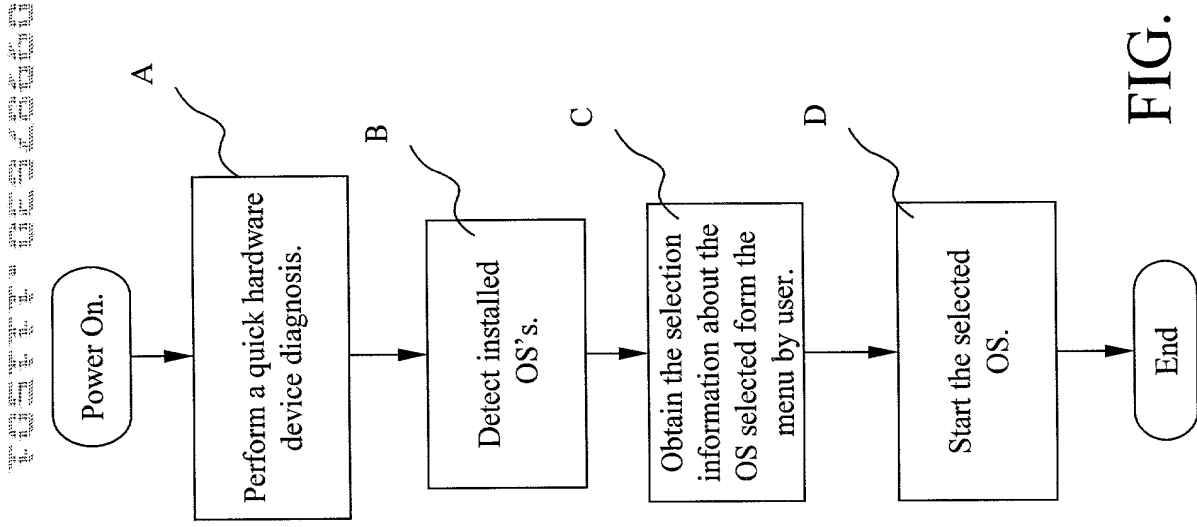 Power On.
A
Perform a quick hardware
device diagnosis.
B
Detect installed
OS's.
C
Obtain the selection
information about the
OS selected form the
menu by user.
D
Start the selected
OS.
End
FIG.